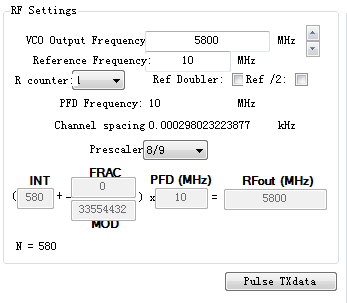 RF Settings
VCO Output Frequency 5800 MHz
Reference Frequency: 10 MHz
R counter: Ref Doubler: Ref /2:
PFD Frequency: 10 MHz
Channel spacing 0.000298023223877 kHz
Prescaler 8/9
INT FRAC PFD (MHz) RFout (MHz)
0
( 580 + ) x 10 = 5800
33554432
MOD
N = 580
Pulse TXdata